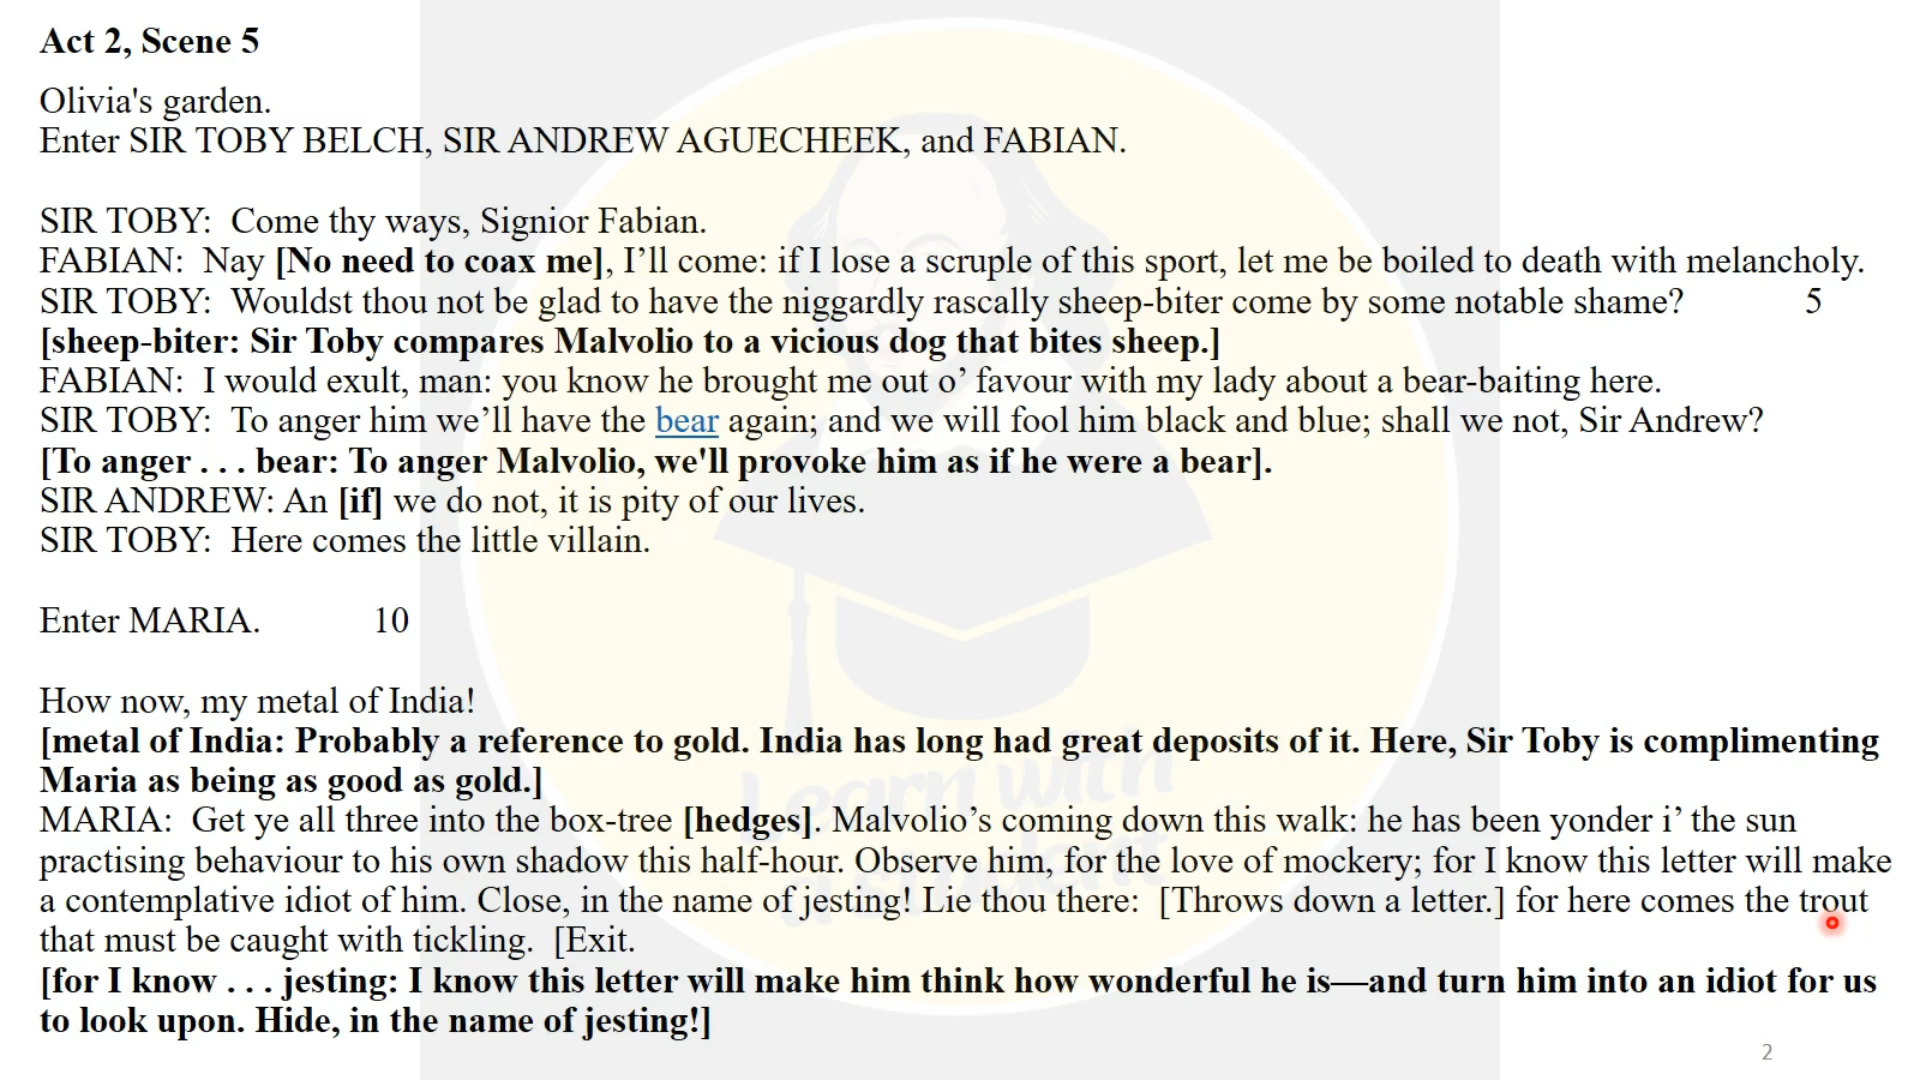 Act 2, Scene 5
Olivia's garden.
Enter SIR TOBY BELCH, SIR ANDREW AGUECHEEK, and FABIAN.
SIR TOBY:  Come thy ways, Signior Fabian.
FABIAN:  Nay [No need to coax me], I’ll come: if I lose a scruple of this sport, let me be boiled to death with melancholy.
SIR TOBY:  Wouldst thou not be glad to have the niggardly rascally sheep-biter come by some notable shame? 5
[sheep-biter: Sir Toby compares Malvolio to a vicious dog that bites sheep.]
FABIAN:  I would exult, man: you know he brought me out o’ favour with my lady about a bear-baiting here.
SIR TOBY:  To anger him we’ll have the bear again; and we will fool him black and blue; shall we not, Sir Andrew?
[To anger . . . bear: To anger Malvolio, we'll provoke him as if he were a bear].
SIR ANDREW: An [if] we do not, it is pity of our lives.
SIR TOBY:  Here comes the little villain.
Enter MARIA. 10
How now, my metal of India!
[metal of India: Probably a reference to gold. India has long had great deposits of it. Here, Sir Toby is complimenting
Maria as being as good as gold.]
MARIA:  Get ye all three into the box-tree [hedges]. Malvolio’s coming down this walk: he has been yonder i’ the sun
practising behaviour to his own shadow this half-hour. Observe him, for the love of mockery; for I know this letter will make
a contemplative idiot of him. Close, in the name of jesting! Lie thou there:  [Throws down a letter.] for here comes the trout
that must be caught with tickling.  [Exit.
[for I know . . . jesting: I know this letter will make him think how wonderful he is—and turn him into an idiot for us
to look upon. Hide, in the name of jesting!]
Learn with
a student
2